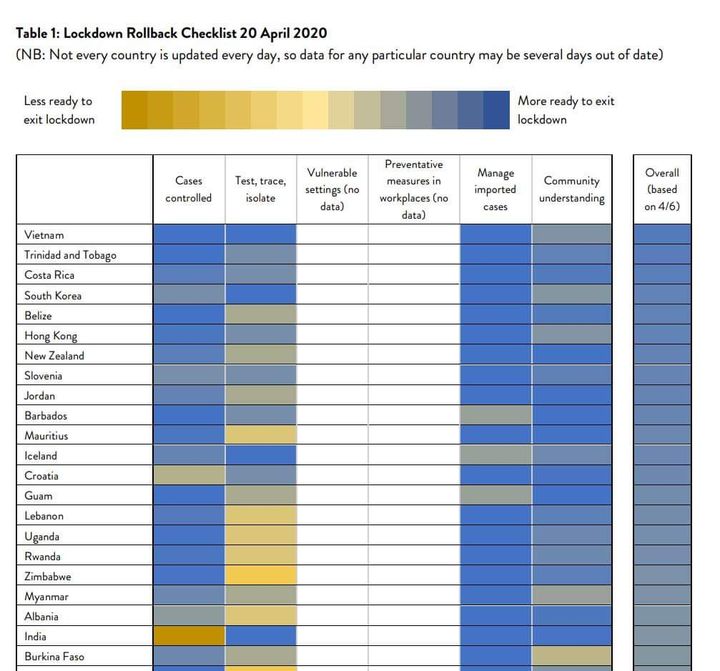 Table 1: Lockdown Rollback Checklist 20 April 2020
(NB: Not every country is updated every day, so data for any particular country may be several days out of date)
Less ready to
exit lockdown
More ready to exit
lockdown
Cases
controlled
Test, trace,
isolate
Vulnerable
settings (no
data)
Preventative
measures in
workplaces (no
data)
Manage
imported
cases
Community
understanding
Overall
(based
on 4/6)
Vietnam
Trinidad and Tobago
Costa Rica
South Korea
Belize
Hong Kong
New Zealand
Slovenia
Jordan
Barbados
Mauritius
Iceland
Croatia
Guam
Lebanon
Uganda
Rwanda
Zimbabwe
Myanmar
Albania
India
Burkina Faso